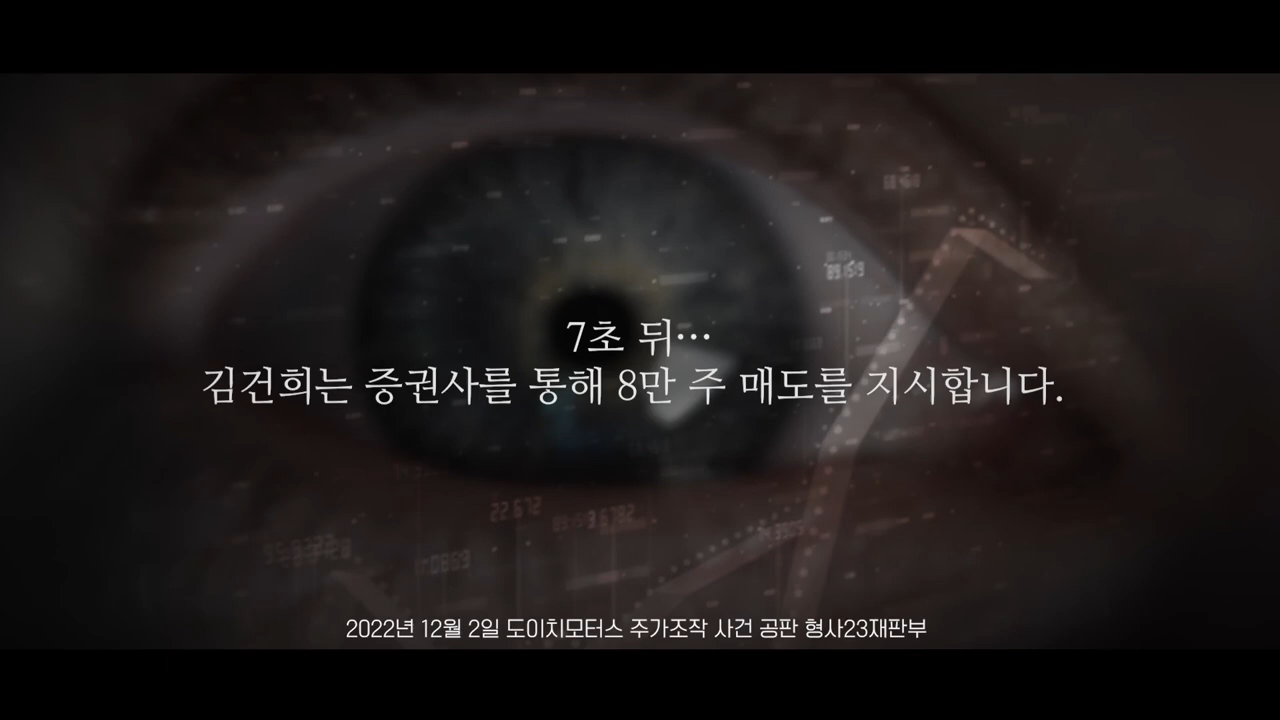 7초 뒤…
김건희는 증권사를 통해 8만 주 매도를 지시합니다.
22.672
2022년 12월 2일 도이치모터스 주가조작 사건 공판 형사23재판부